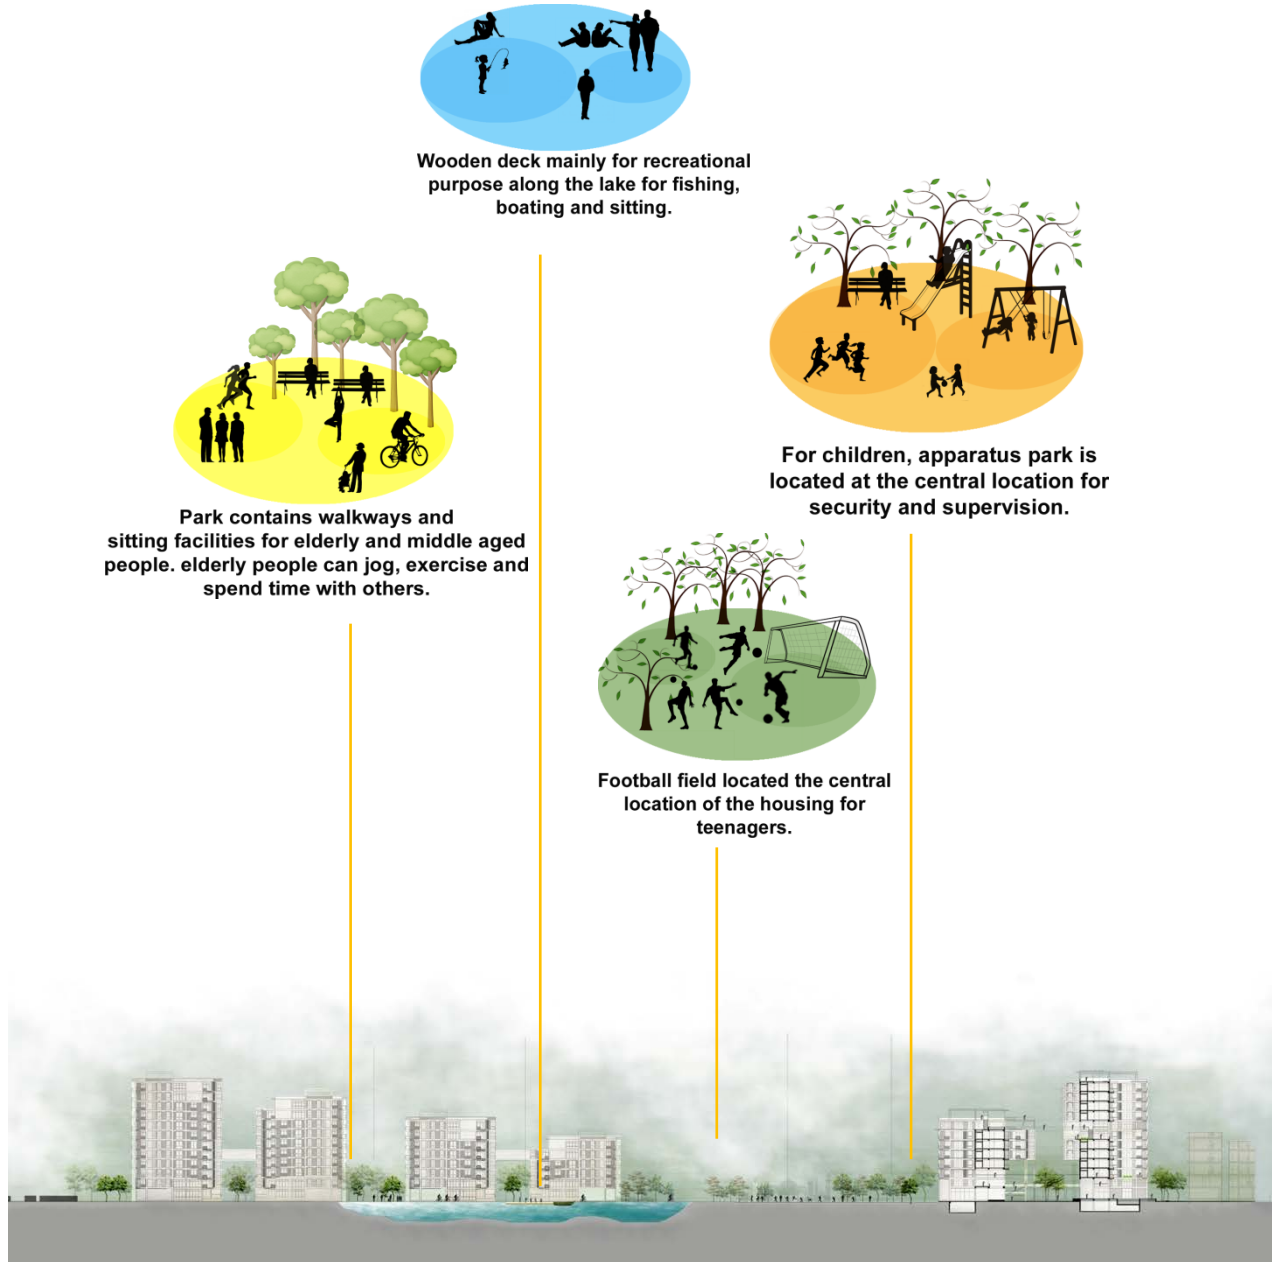 Wooden deck mainly for recreational
purpose along the lake for fishing,
boating and sitting.
For children, apparatus park is
located at the central location for
security and supervision.
Park contains walkways and
sitting facilities for elderly and middle aged
people. elderly people can jog, exercise and
spend time with others.
Football field located the central
location of the housing for
teenagers.